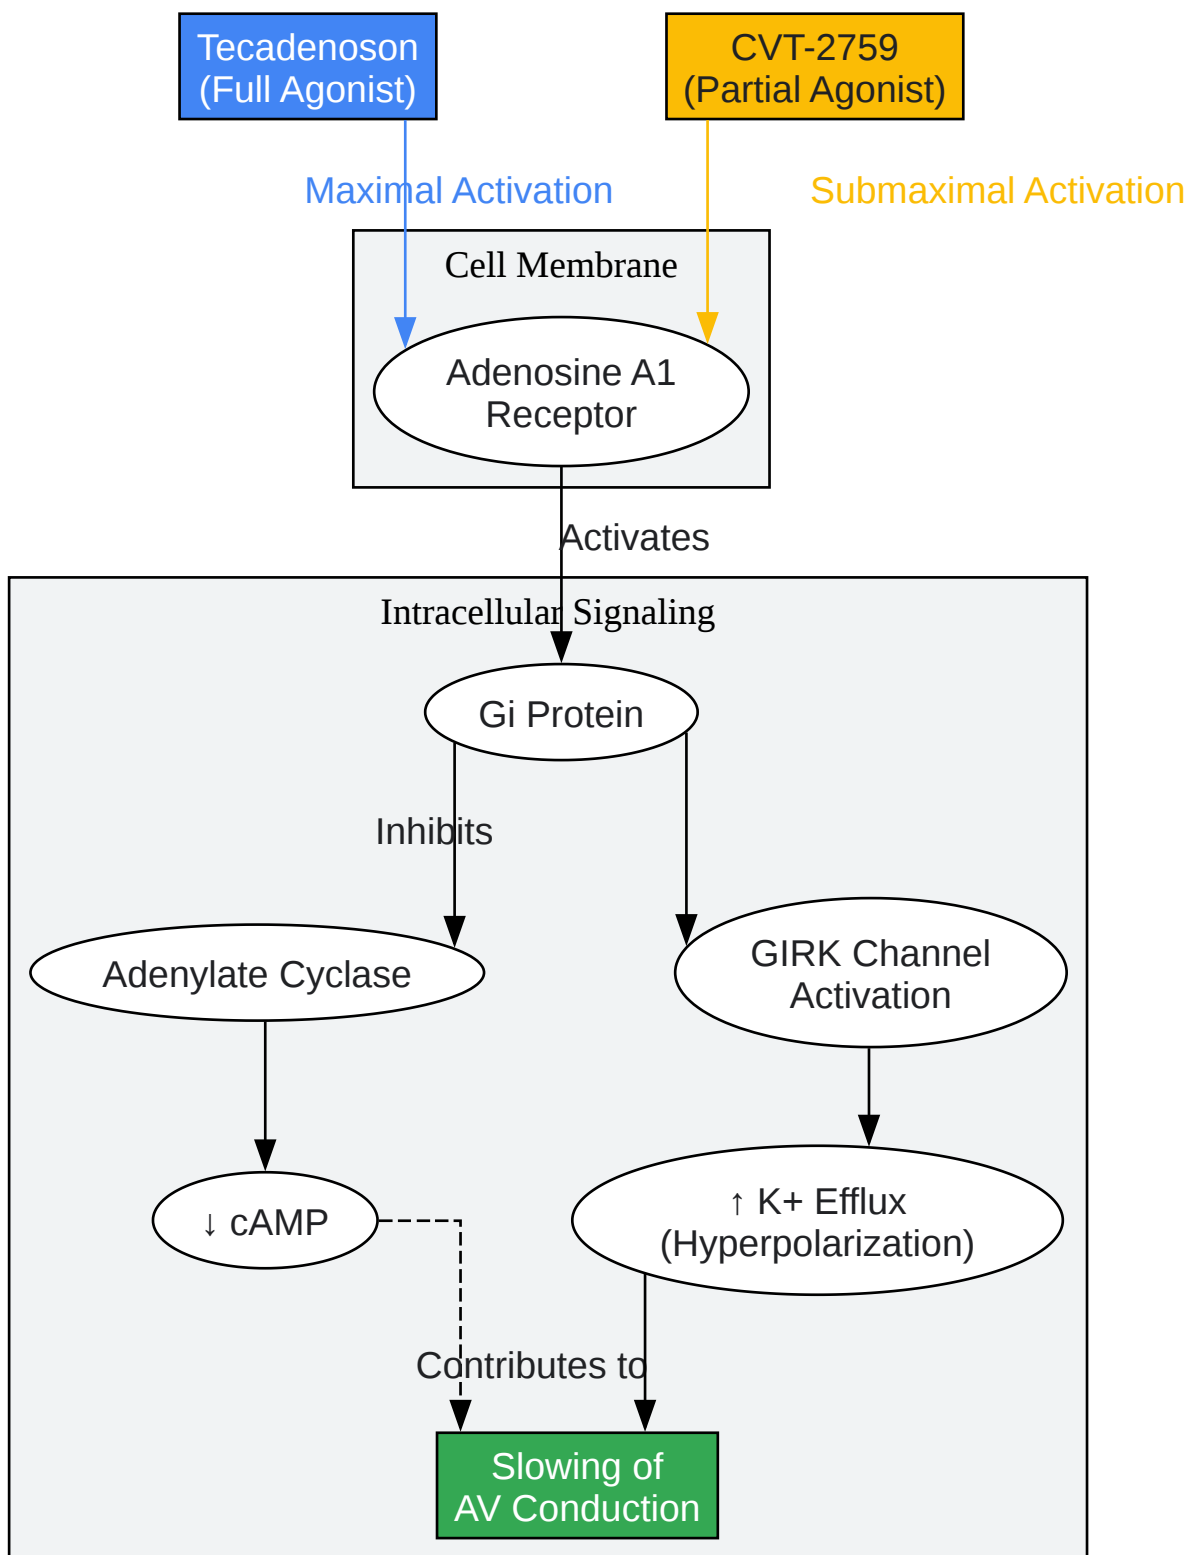 Tecadenoson
(Full Agonist)
CVT-2759
(Partial Agonist)
Maximal Activation
Submaximal Activation
Cell Membrane
Adenosine A1
Receptor
Activates
Intracellular Signaling
Gi Protein
Inhibits
Adenylate Cyclase
GIRK Channel
Activation
↓ cAMP
↑ K+ Efflux
(Hyperpolarization)
Contributes to
Slowing of
AV Conduction